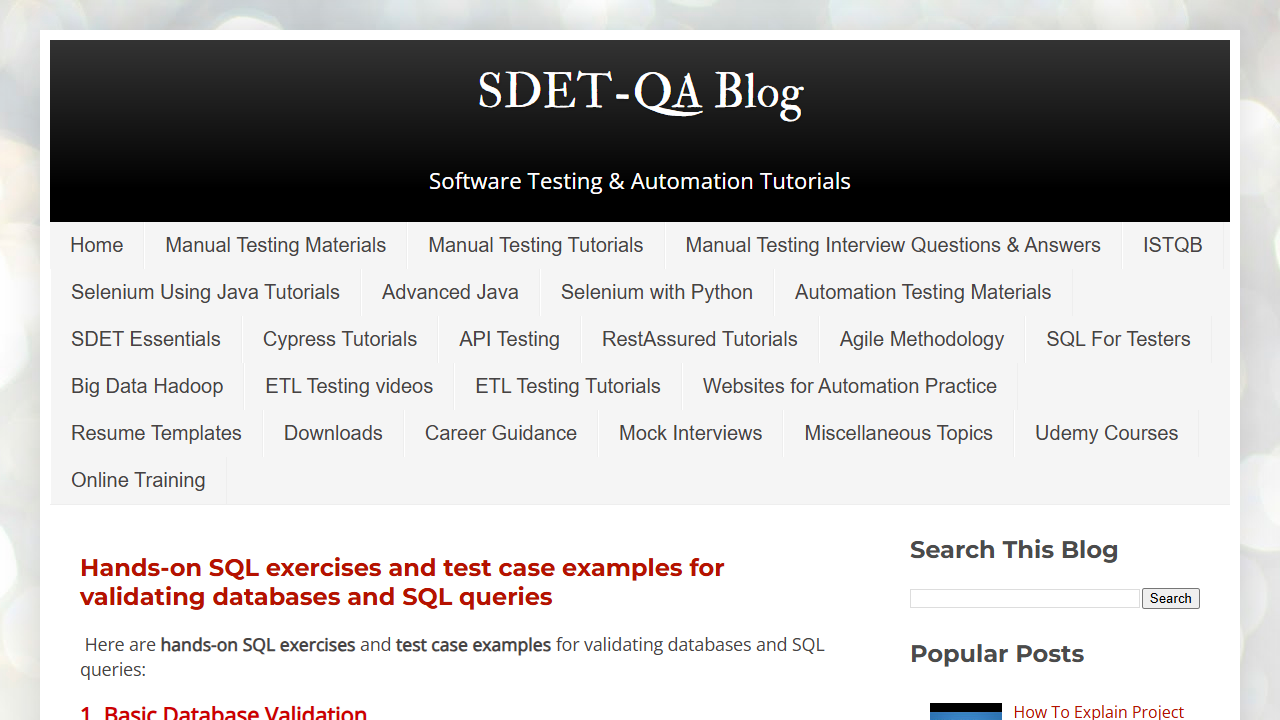 SDET-QA Blog
Software Testing & Automation Tutorials
Home Manual Testing Materials Manual Testing Tutorials Manual Testing Interview Questions & Answers ISTQB
Selenium Using Java Tutorials Advanced Java Selenium with Python Automation Testing Materials
SDET Essentials Cypress Tutorials API Testing RestAssured Tutorials Agile Methodology SQL For Testers
Big Data Hadoop ETL Testing videos ETL Testing Tutorials Websites for Automation Practice
Resume Templates Downloads Career Guidance Mock Interviews Miscellaneous Topics Udemy Courses
Online Training
Hands-on SQL exercises and test case examples for
validating databases and SQL queries
Here are hands-on SQL exercises and test case examples for validating databases and SQL
queries:
1. Basic Database Validation
Search This Blog
Search
Popular Posts
How To Explain Project